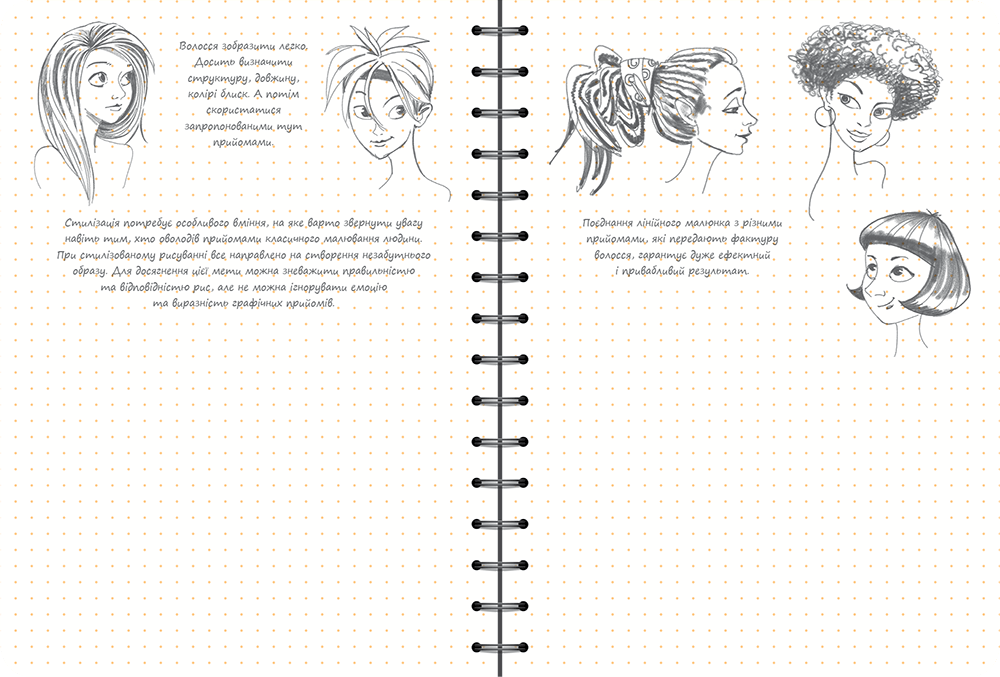 Волосся зобразити легко,
Досить визначити
структуру, довжину,
колірі блиск. А потім
скористатися
запропонованими тут
прийомами.
Стилізація потребує особливого вміння, на яке варто звернути увагу
навіть тим, хто оволодів прийомами класичного малювання людини.
При стилізованому рисуванні все направлено на створення незабутнього
образу. Для досягнення цієї мети можна зневажити правильністю
та відповідністю рис, але не можна ігнорувати емоцію
та виразність графічних прийомів.
Поєднання лінійного малюнка з різними
прийомами, які передають фактуру
волосся, гарантує дуже ефектний
і привабливий результат.